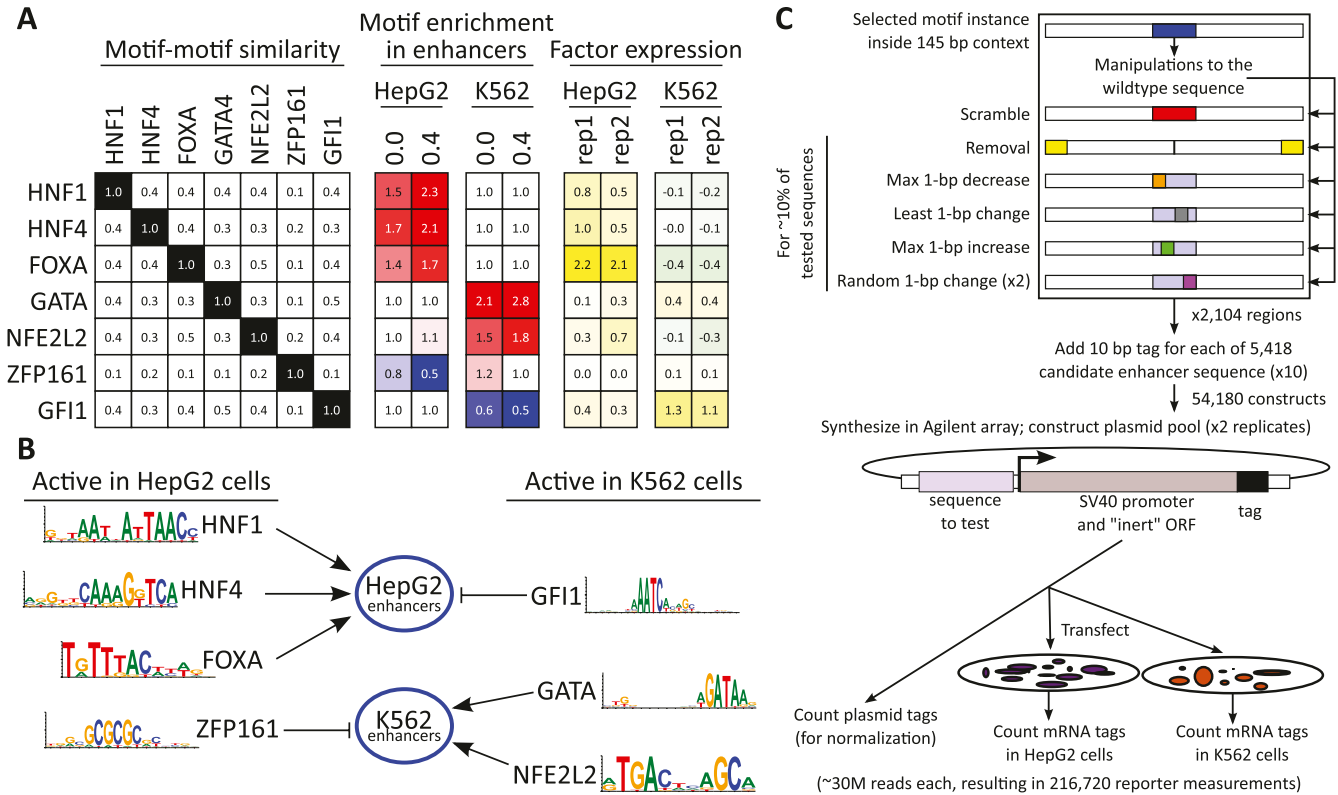 A
Motif-motif similarity
Motif enrichment
in enhancers
Factor expression
HepG2 K562 HepG2 K562
HNF1 HNF4 FOXA GATA4 NFE2L2 ZFP161 GFI1 0.0 0.4 0.0 0.4 rep1 rep2 rep1 rep2
HNF1 1.0 0.4 0.4 0.4 0.4 0.1 0.4 1.5 2.3 1.0 1.0 0.8 0.5 -0.1 -0.2
HNF4 0.4 1.0 0.4 0.3 0.3 0.2 0.3 1.7 2.1 1.0 1.0 1.0 0.5 -0.0 -0.1
FOXA 0.4 0.4 1.0 0.3 0.5 0.1 0.4 1.4 1.7 1.0 1.0 2.2 2.1 -0.4 -0.4
GATA 0.4 0.3 0.3 1.0 0.3 0.1 0.5 1.0 1.0 2.1 2.8 0.1 0.3 0.4 0.4
NFE2L2 0.4 0.3 0.5 0.3 1.0 0.2 0.4 1.0 1.1 1.5 1.8 0.3 0.7 -0.1 -0.3
ZFP161 0.1 0.2 0.1 0.1 0.2 1.0 0.1 0.8 0.5 1.2 1.0 0.0 0.0 0.1 0.1
GFI1 0.4 0.3 0.4 0.5 0.4 0.1 1.0 1.0 1.0 0.6 0.5 0.4 0.3 1.3 1.1
B
Active in HepG2 cells
Active in K562 cells
HNF1
HNF4
FOXA
ZFP161
HepG2
enhancers
K562
enhancers
GFI1
GATA
NFE2L2
C
Selected motif instance
inside 145 bp context
Manipulations to the
wildtype sequence
Scramble
Removal
Max 1-bp decrease
Least 1-bp change
Max 1-bp increase
Random 1-bp change (x2)
For ~10% of
tested sequences
x2,104 regions
Add 10 bp tag for each of 5,418
candidate enhancer sequence (x10)
54,180 constructs
Synthesize in Agilent array; construct plasmid pool (x2 replicates)
sequence
to test
SV40 promoter
and "inert" ORF
tag
Transfect
Count plasmid tags
(for normalization)
Count mRNA tags
in HepG2 cells
Count mRNA tags
in K562 cells
(~30M reads each, resulting in 216,720 reporter measurements)